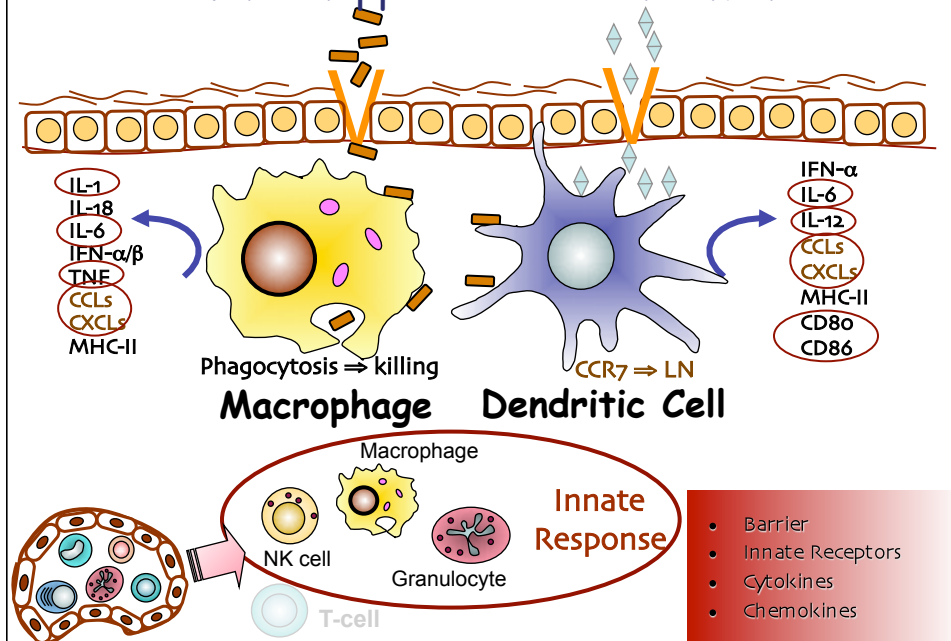 IL-1
IL-18
IL-6
IFN-α/β
TNF
CCLs
CXCLs
MHC-II
IFN-α
IL-6
IL-12
CCLs
CXCLs
MHC-II
CD80
CD86
Phagocytosis ⇒ killing
CCR7 ⇒ LN
Macrophage
Dendritic Cell
Macrophage
NK cell
Granulocyte
Innate
Response
T-cell
• Barrier
• Innate Receptors
• Cytokines
• Chemokines